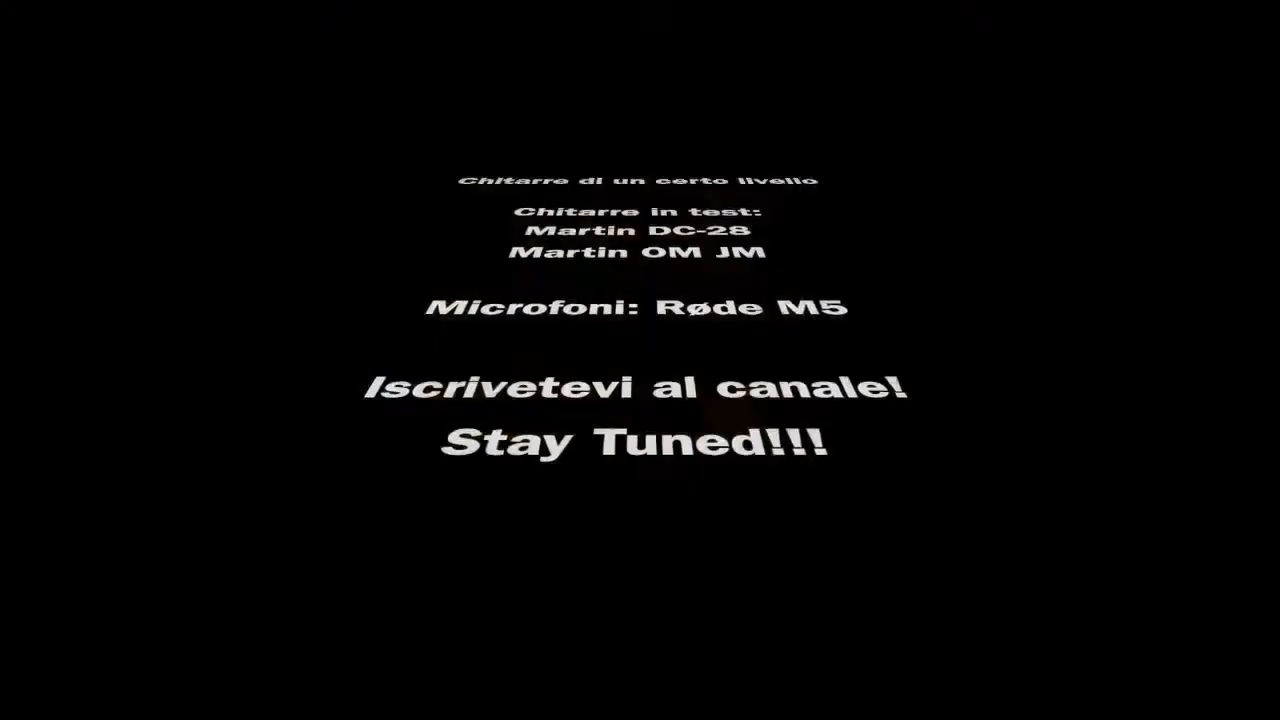 Chitarre di un certo livello
Chitarre in test:
Martin DC-28
Martin OM JM
Microfoni: Røde M5
Iscrivetevi al canale!
Stay Tuned!!!